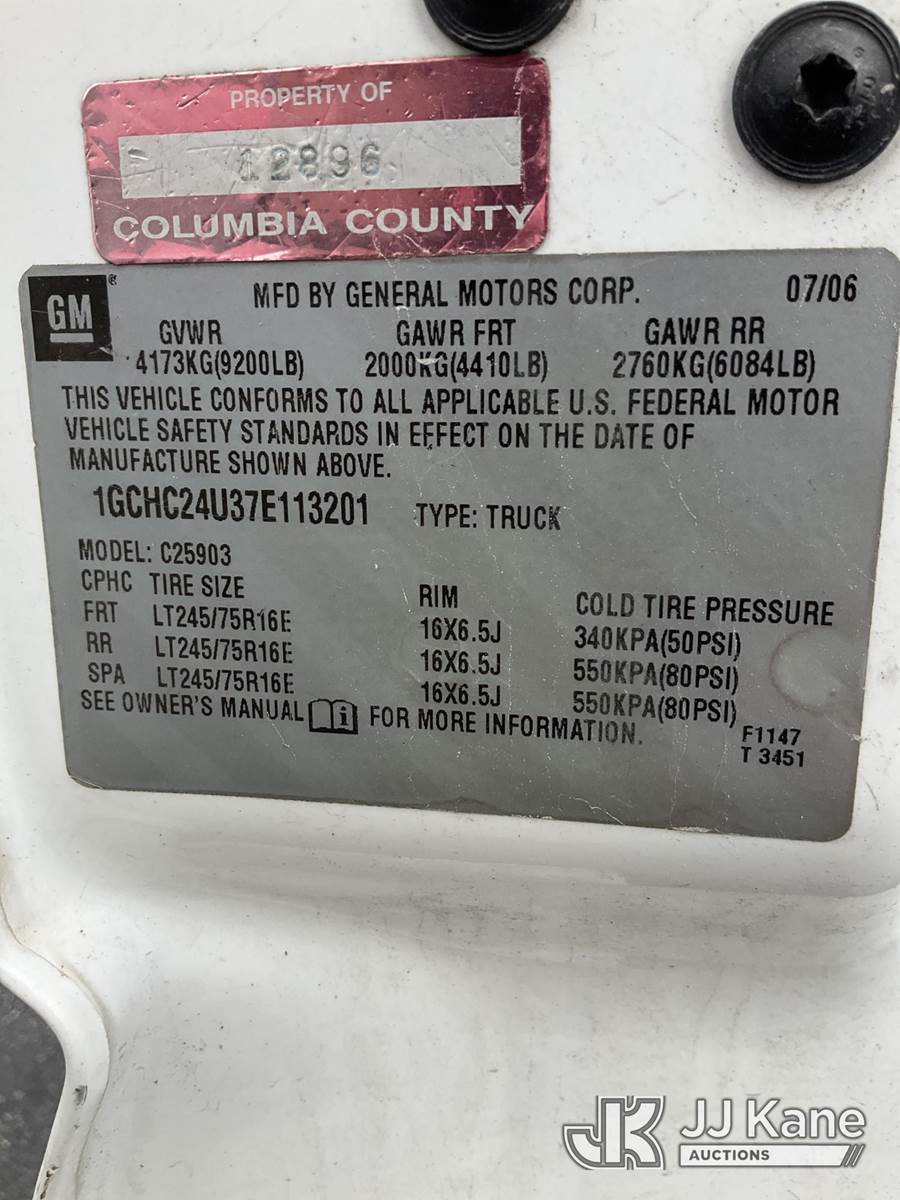 PROPERTY OF
12896
COLUMBIA COUNTY
GM ®
MFD BY GENERAL MOTORS CORP. 07/06
GVWR GAWR FRT GAWR RR
4173KG(9200LB) 2000KG(4410LB) 2760KG(6084LB)
THIS VEHICLE CONFORMS TO ALL APPLICABLE U.S. FEDERAL MOTOR
VEHICLE SAFETY STANDARDS IN EFFECT ON THE DATE OF
MANUFACTURE SHOWN ABOVE.
1GCHC24U37E113201 TYPE: TRUCK
MODEL: C25903
CPHC TIRE SIZE RIM COLD TIRE PRESSURE
FRT LT245/75R16E 16X6.5J 340KPA(50PSI)
RR LT245/75R16E 16X6.5J 550KPA(80PSI)
SPA LT245/75R16E 16X6.5J 550KPA(80PSI)
SEE OWNER'S MANUAL i FOR MORE INFORMATION.
F1147
T 3451
JK JJ Kane
AUCTIONS